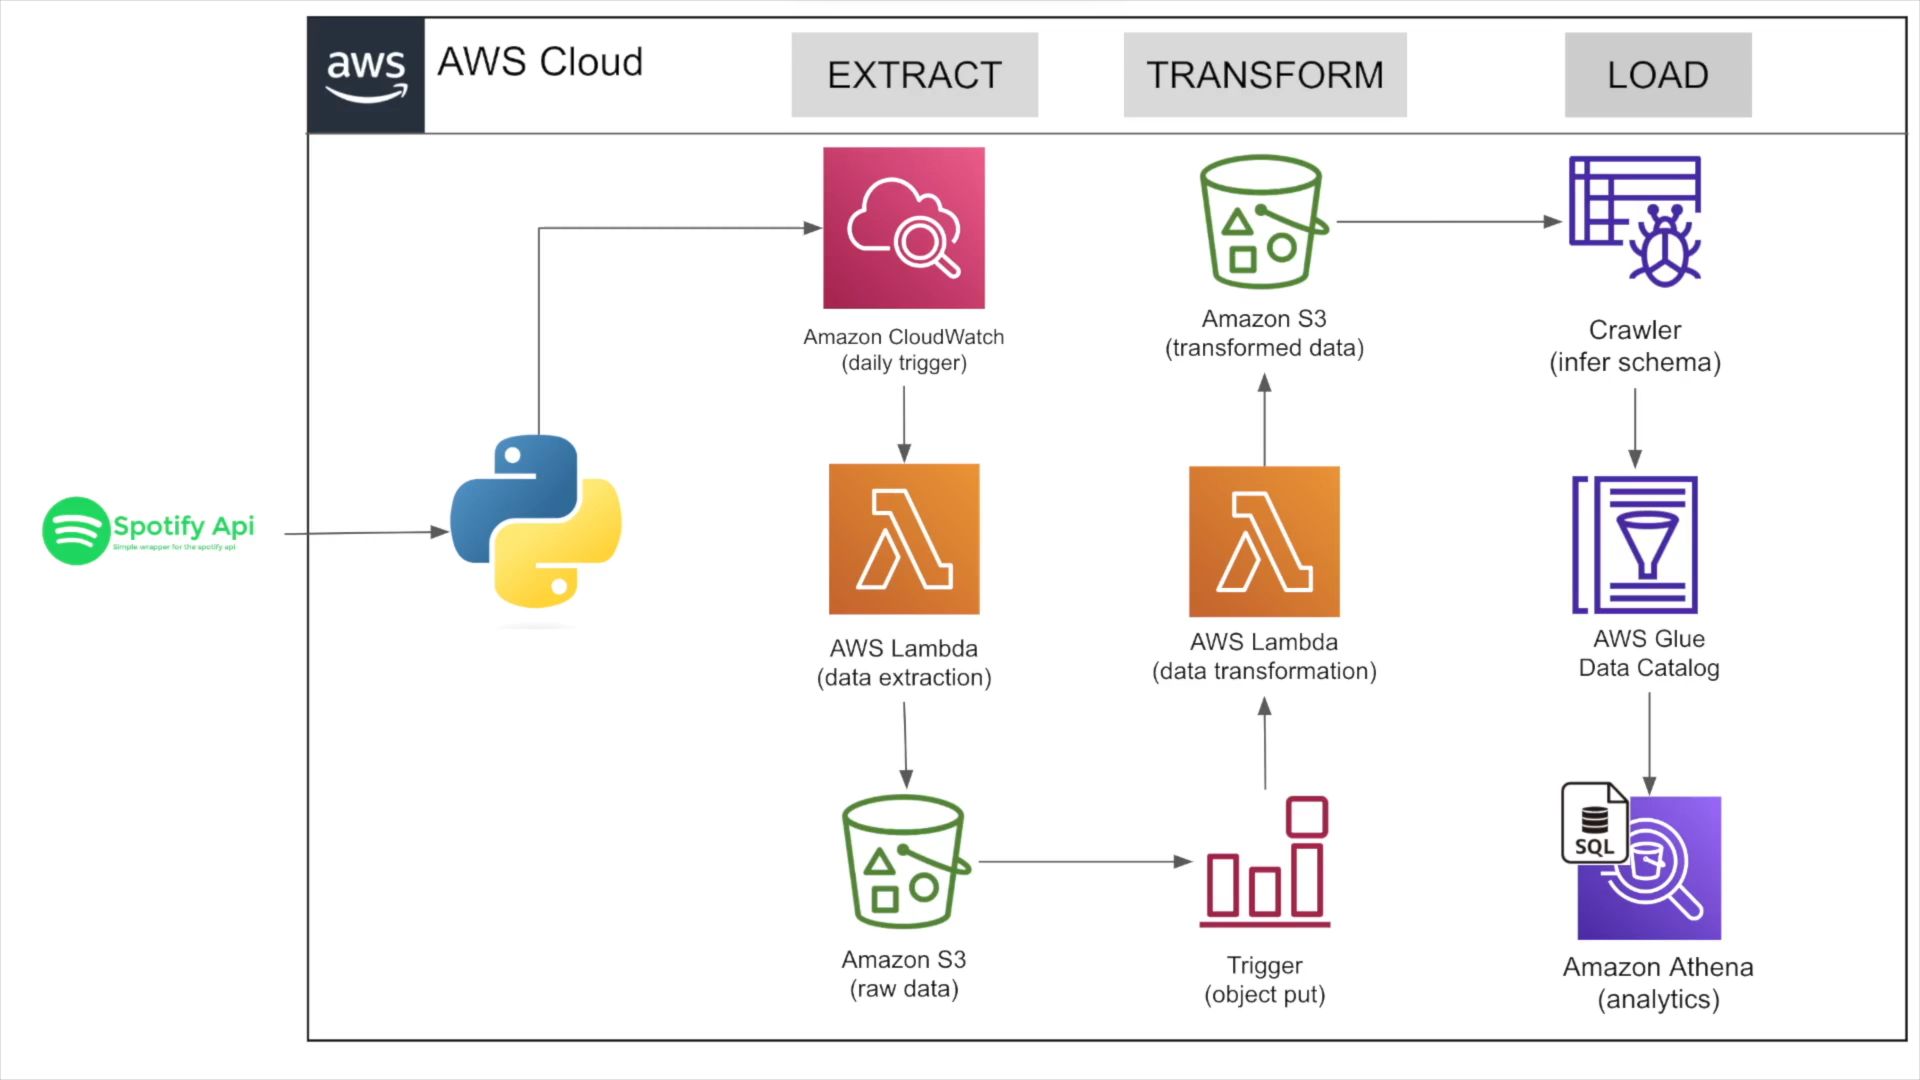 aws
AWS Cloud
EXTRACT
TRANSFORM
LOAD
Amazon CloudWatch
(daily trigger)
Amazon S3
(transformed data)
Crawler
(infer schema)
Spotify Api
Simple wrapper for the spotify api
AWS Lambda
(data extraction)
AWS Lambda
(data transformation)
AWS Glue
Data Catalog
SQL
Amazon S3
(raw data)
Trigger
(object put)
Amazon Athena
(analytics)